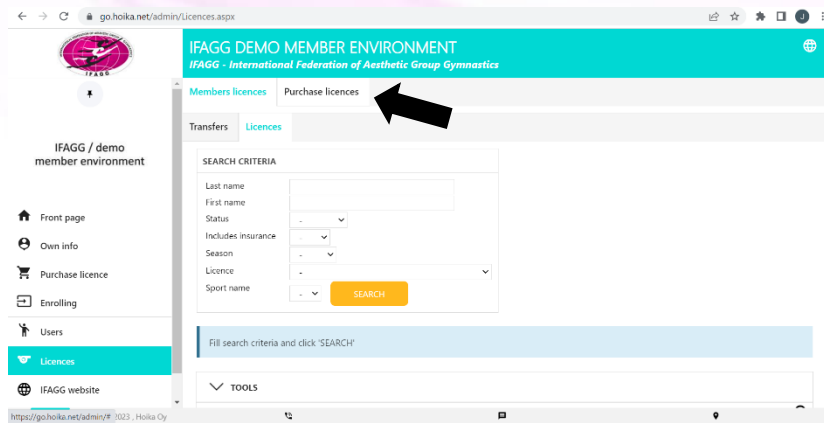 go.hoika.net/admin/Licences.aspx
J
IFAGG
IFAGG DEMO MEMBER ENVIRONMENT
IFAGG - International Federation of Aesthetic Group Gymnastics
Members licences
Purchase licences
Transfers
Licences
IFAGG / demo
member environment
Front page
Own info
Purchase licence
Enrolling
Users
Licences
IFAGG website
SEARCH CRITERIA
Last name
First name
Status
-
Includes insurance
-
Season
-
Licence
-
Sport name
-
SEARCH
Fill search criteria and click 'SEARCH'
TOOLS
https://go.hoika.net/admin/#
2023 , Hoika Oy